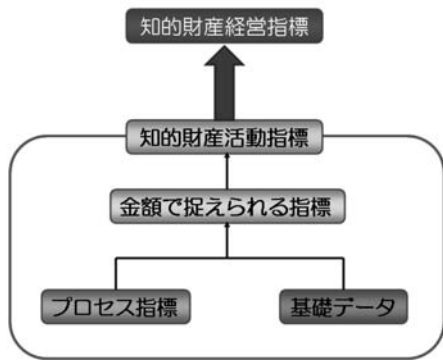 知的財産経営指標
知的財産活動指標
金額で捉えられる指標
プロセス指標
基礎データ